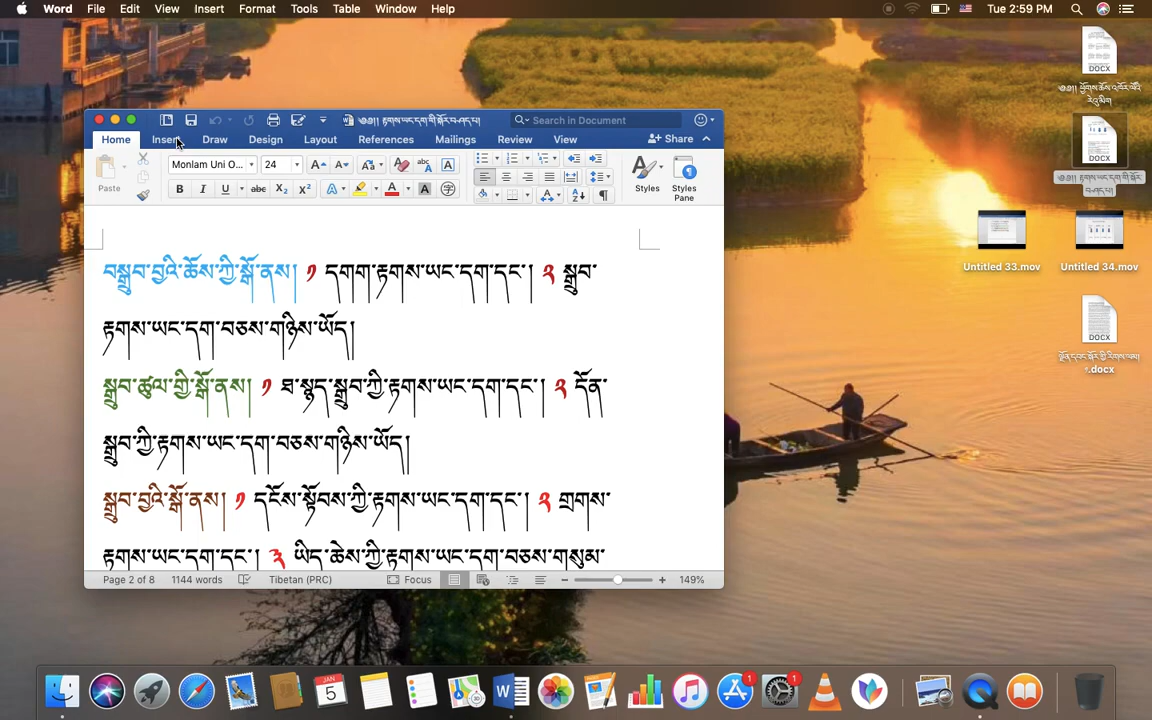 Word File Edit View Insert Format Tools Table Window Help
Tue 2:59 PM
Search in Document
Home Insert Draw Design Layout References Mailings Review View Share
Paste
Monlam Uni O... 24
Styles
Styles Pane
བསྒྲུབ་བྱའི་ཆོས་ཀྱི་སྒོ་ནས། ༡ དགག་རྟགས་ཡང་དག་དང་། ༢ སྒྲུབ་
རྟགས་ཡང་དག་བཅས་གཉིས་ཡོད།
སྒྲུབ་ཚུལ་གྱི་སྒོ་ནས། ༡ ཐ་སྙད་སྒྲུབ་ཀྱི་རྟགས་ཡང་དག་དང་། ༢ དོན་
སྒྲུབ་ཀྱི་རྟགས་ཡང་དག་བཅས་གཉིས་ཡོད།
སྒྲུབ་བྱའི་སྒོ་ནས། ༡ དངོས་སྟོབས་ཀྱི་རྟགས་ཡང་དག་དང་། ༢ གྲགས་
རྟགས་ཡང་དག་དང་། ༣ ཡིད་ཆེས་ཀྱི་རྟགས་ཡང་དག་བཅས་གསུམ་
Page 2 of 8 1144 words Tibetan (PRC) Focus 149%
DOCX
DOCX
Untitled 33.mov Untitled 34.mov
DOCX
JAN
5
1
1